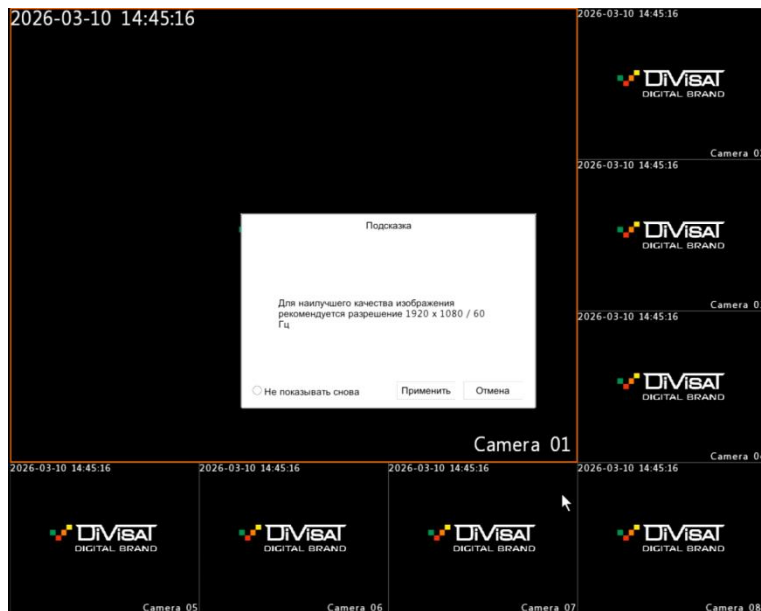 2026-03-10 14:45:16
2026-03-10 14:45:16
DiViSAT
DIGITAL BRAND
Camera
2026-03-10 14:45:16
DiViSAT
DIGITAL BRAND
Camera
2026-03-10 14:45:16
DiViSAT
DIGITAL BRAND
Camera
Подсказка
Для наилучшего качества изображения
рекомендуется разрешение 1920 x 1080 / 60
Гц
Не показывать снова
Применить
Отмена
Camera 01
2026-03-10 14:45:16
DiViSAT
DIGITAL BRAND
Camera 05
2026-03-10 14:45:16
DiViSAT
DIGITAL BRAND
Camera 06
2026-03-10 14:45:16
DiViSAT
DIGITAL BRAND
Camera 07
2026-03-10 14:45:16
DiViSAT
DIGITAL BRAND
Camera 08